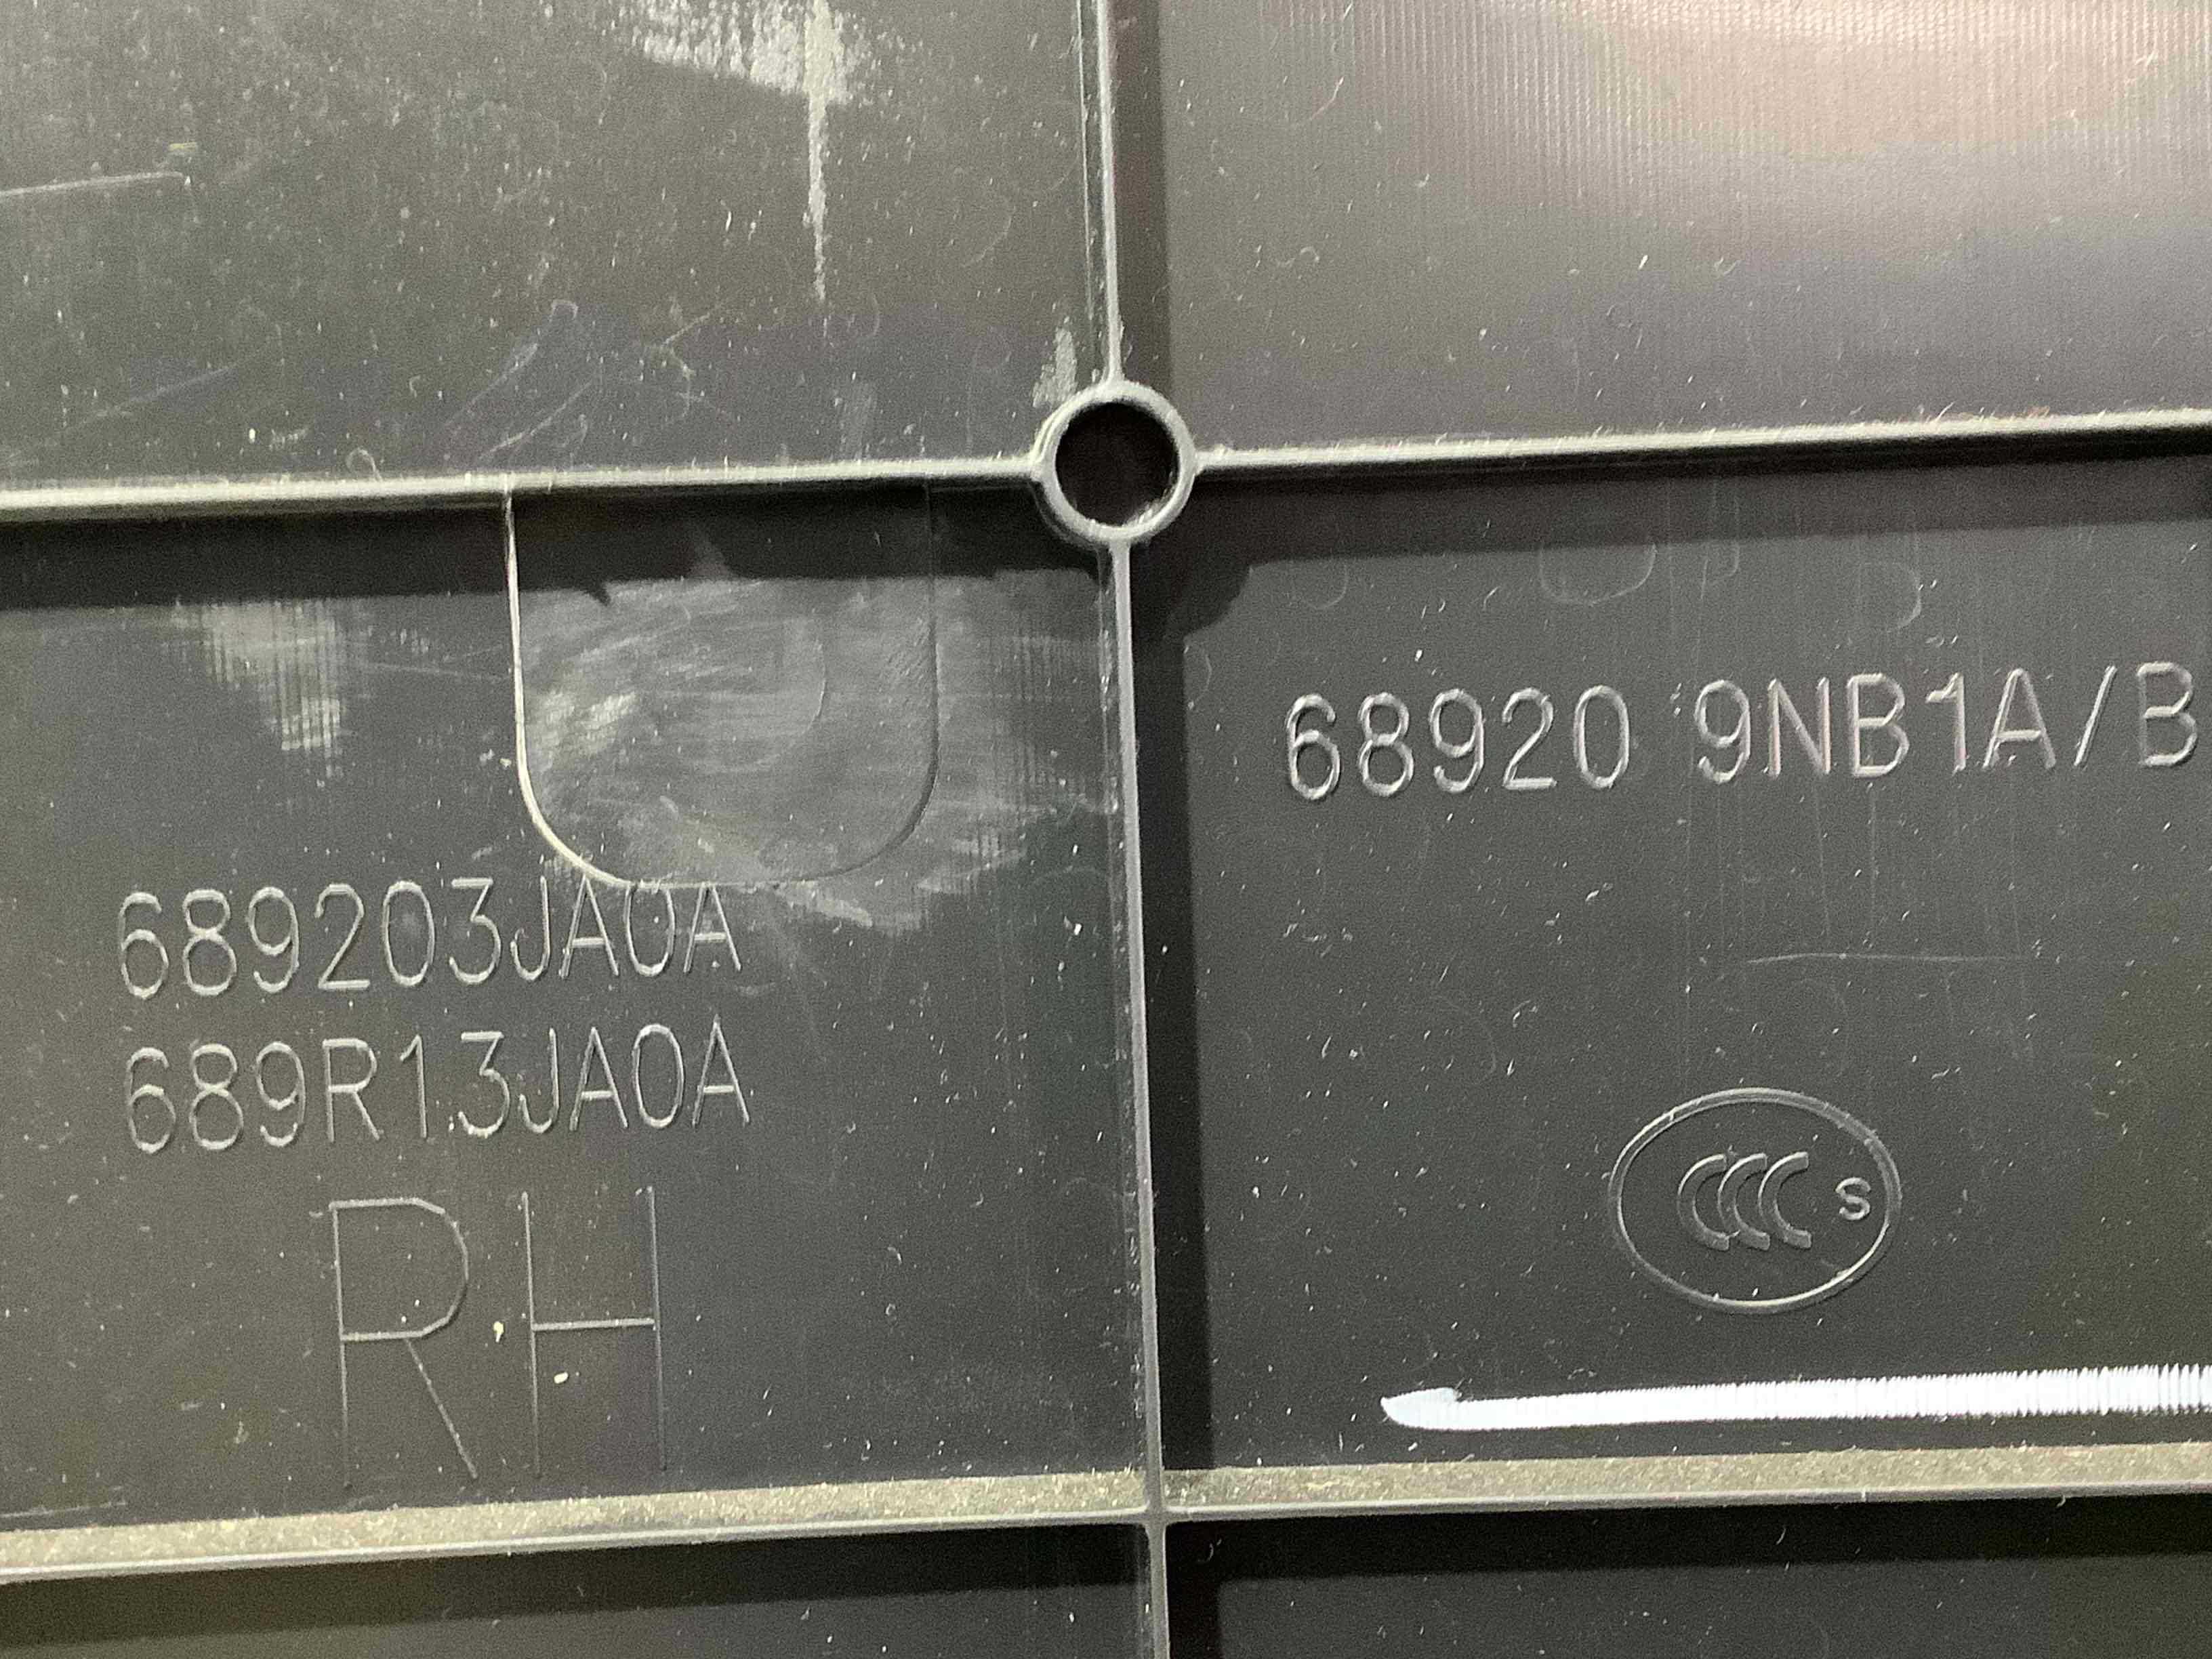 689203JA0A
689R13JA0A
RH
68920 9NB1A/B
CCC S